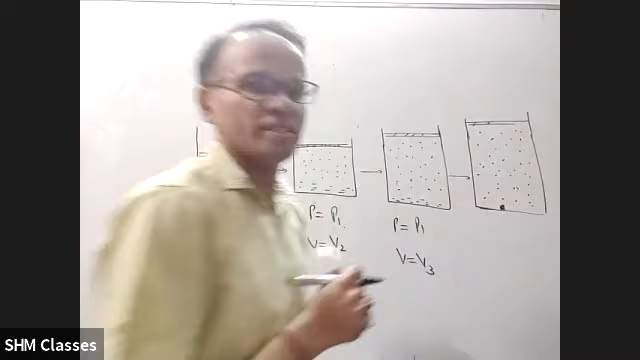 P = P₁
V = V₂
P = P₁
V = V₃
SHM Classes